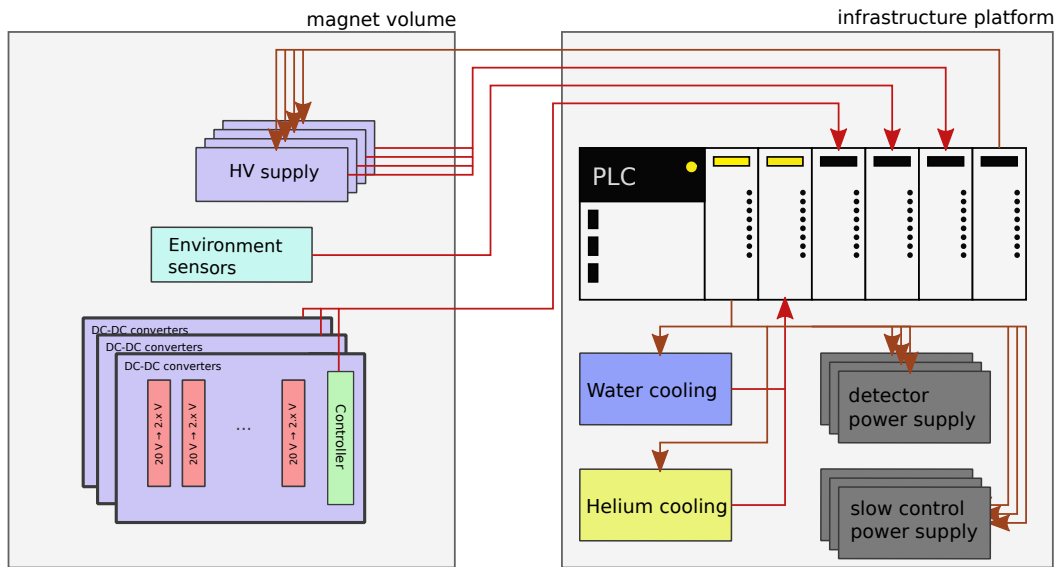 magnet volume
infrastructure platform
HV supply
Environment
sensors
DC-DC converters
DC-DC converters
DC-DC converters
20 V → 2.x V
20 V → 2.x V
...
20 V → 2.x V
Controller
PLC
Water cooling
Helium cooling
detector
power supply
slow control
power supply